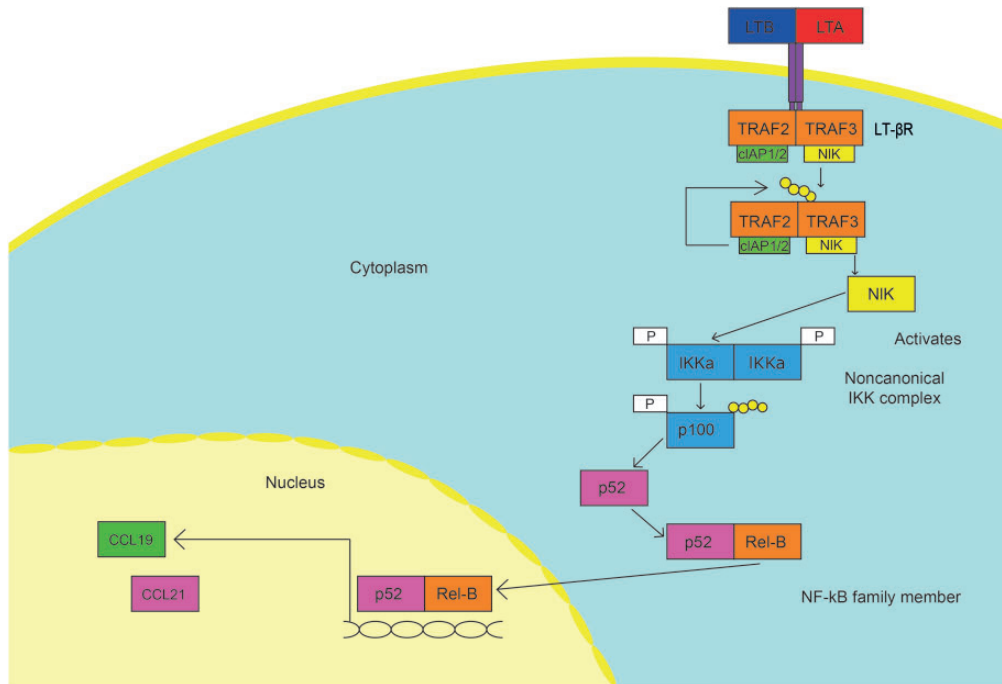 LTB LTA
TRAF2 TRAF3 LT-βR
cIAP1/2 NIK
TRAF2 TRAF3
cIAP1/2 NIK
Cytoplasm
NIK
Activates
P P
IKKa IKKa
Noncanonical
IKK complex
P
p100
Nucleus
p52
p52 Rel-B
CCL19
CCL21
p52 Rel-B
NF-kB family member